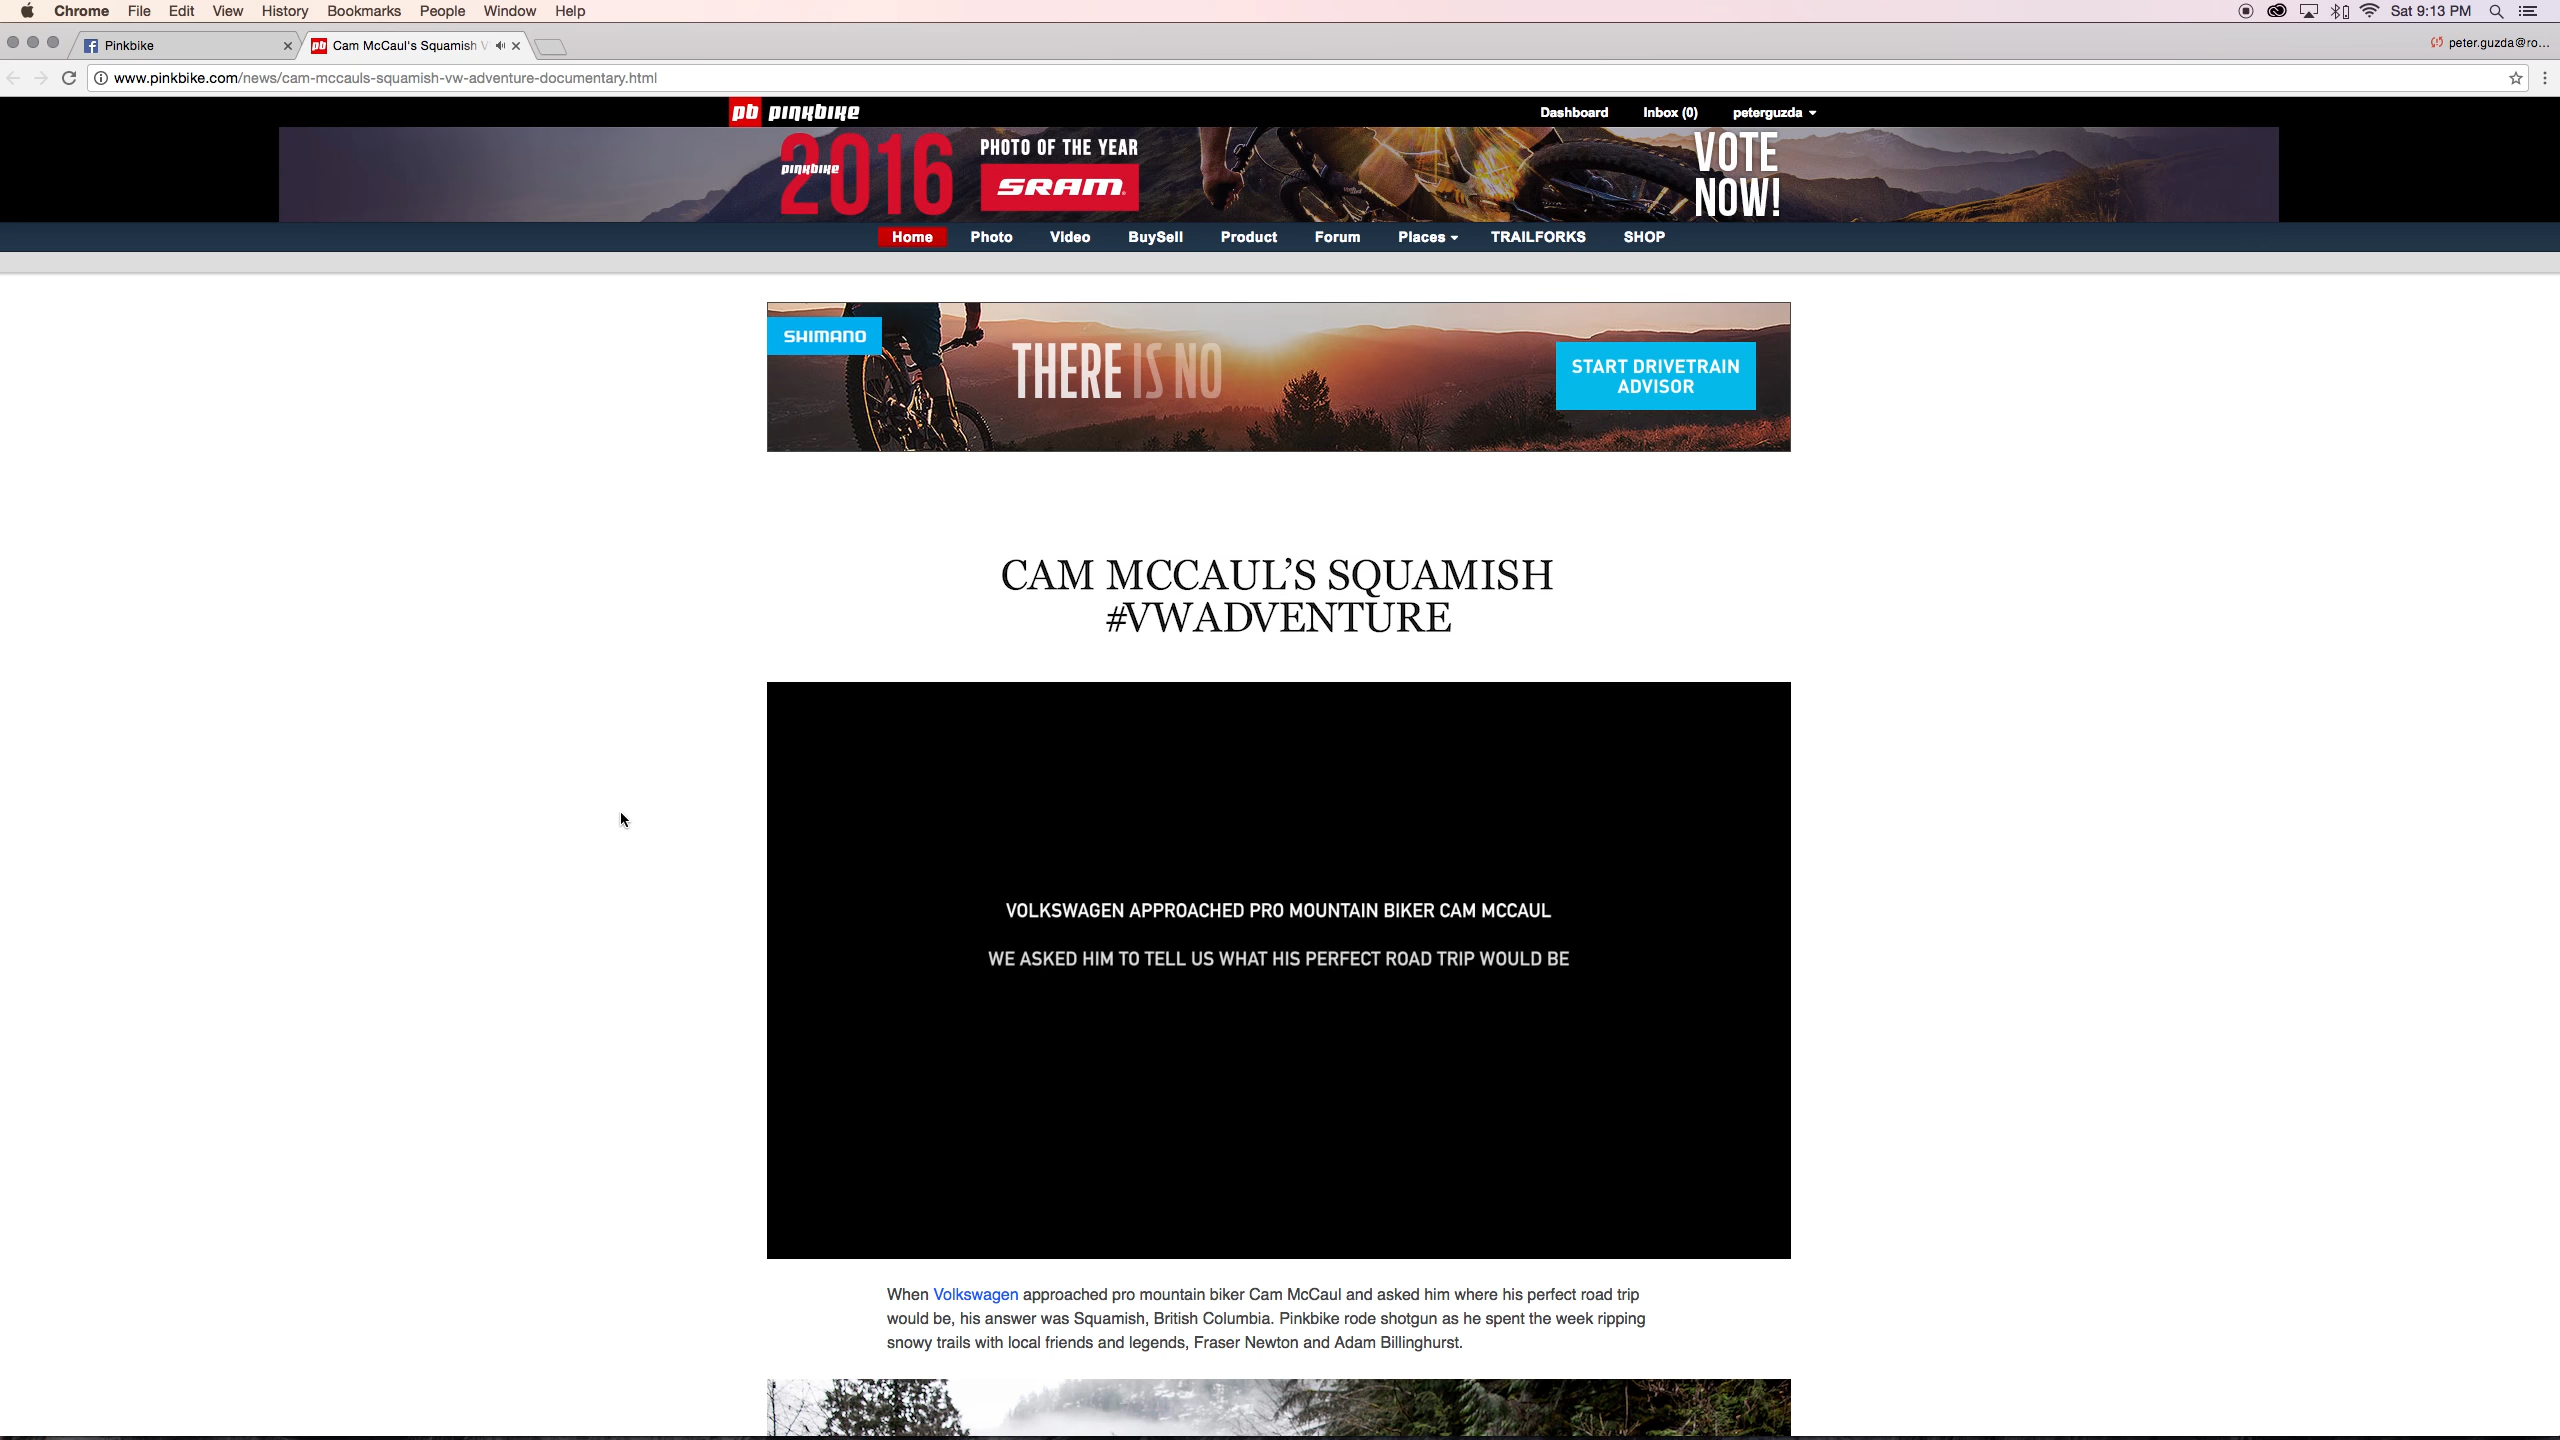 Chrome File Edit View History Bookmarks People Window Help
Sat 9:13 PM
Pinkbike
pb Cam McCaul's Squamish V
peter.guzda@ro...
www.pinkbike.com/news/cam-mccauls-squamish-vw-adventure-documentary.html
pb pinkbike
Dashboard Inbox (0) peterguzda
2016
pinkbike
PHOTO OF THE YEAR
SRAM
VOTE
NOW!
Home Photo Video BuySell Product Forum Places TRAILFORKS SHOP
SHIMANO
THERE IS NO
START DRIVETRAIN
ADVISOR
CAM MCCAUL’S SQUAMISH
#VWADVENTURE
VOLKSWAGEN APPROACHED PRO MOUNTAIN BIKER CAM MCCAUL
WE ASKED HIM TO TELL US WHAT HIS PERFECT ROAD TRIP WOULD BE
When Volkswagen approached pro mountain biker Cam McCaul and asked him where his perfect road trip
would be, his answer was Squamish, British Columbia. Pinkbike rode shotgun as he spent the week ripping
snowy trails with local friends and legends, Fraser Newton and Adam Billinghurst.